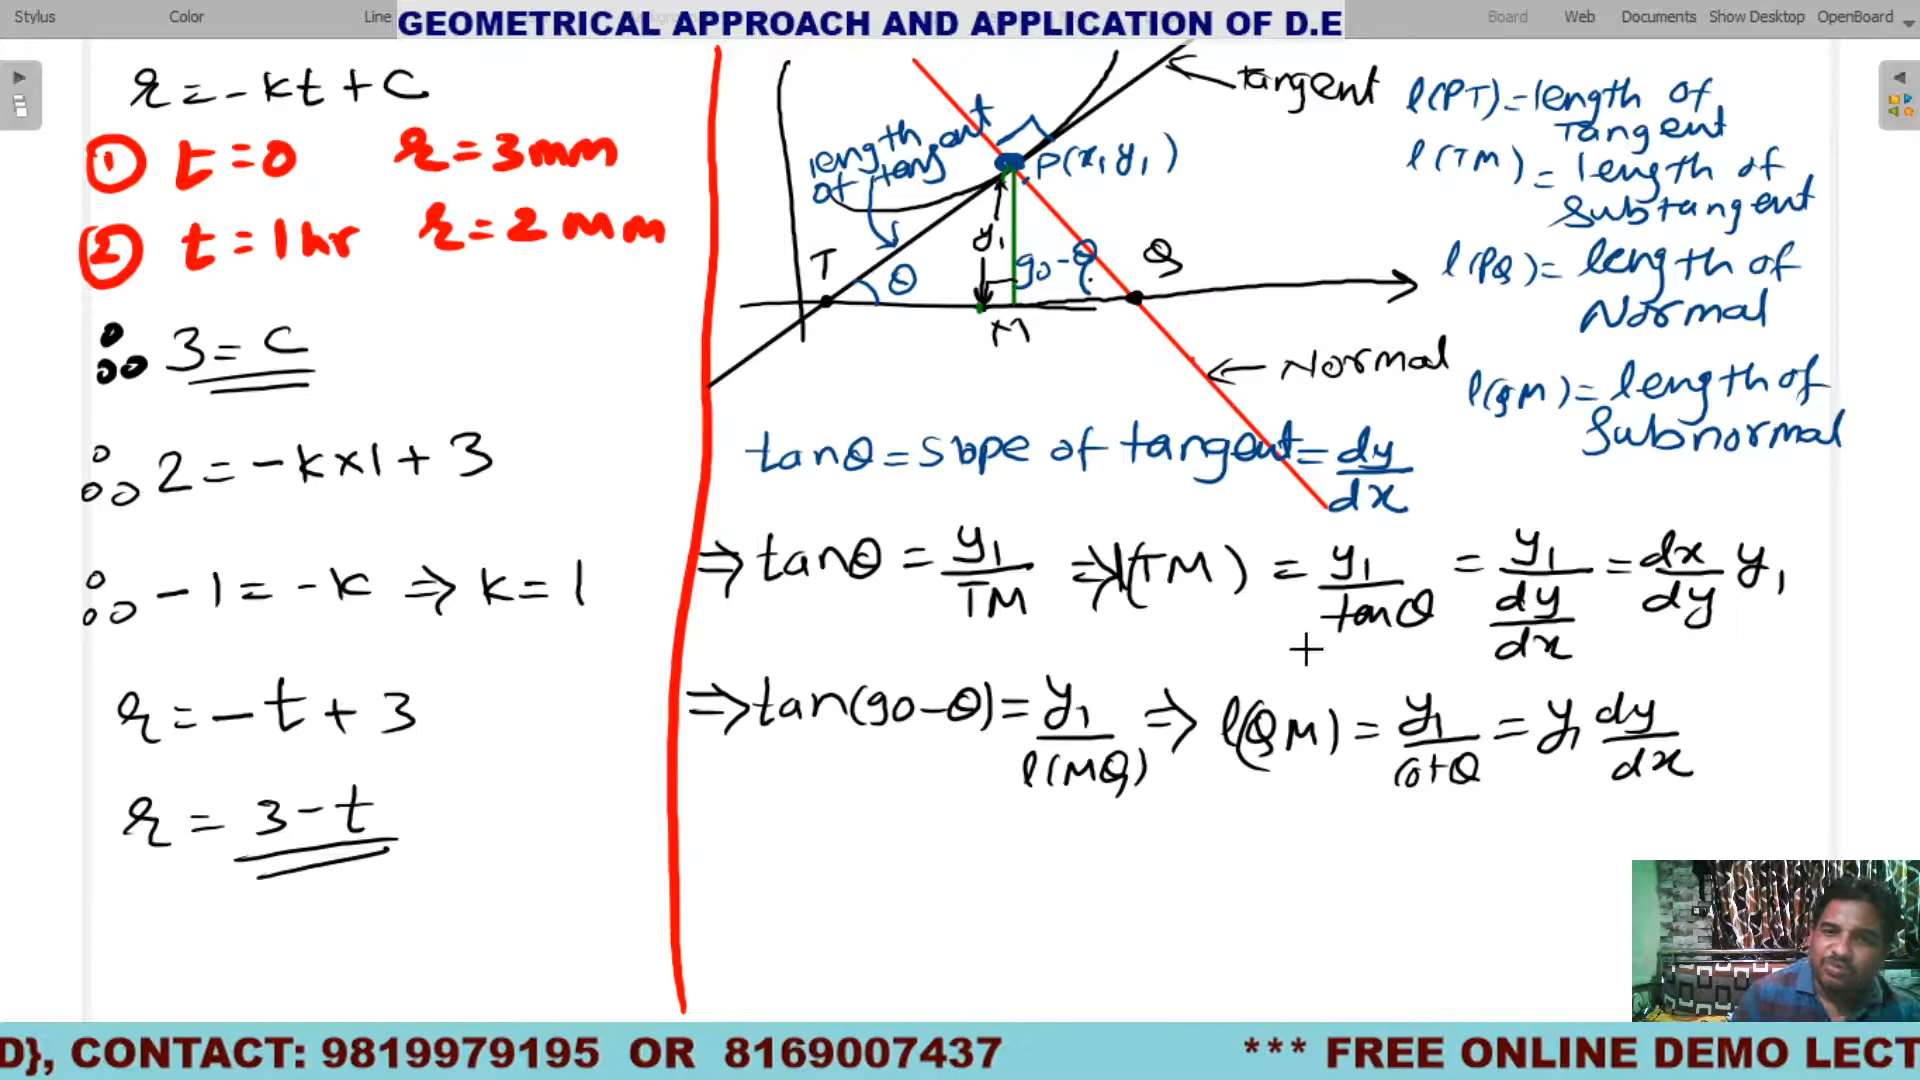 Stylus Color Line Board Web Documents Show Desktop OpenBoard
GEOMETRICAL APPROACH AND APPLICATION OF D.E
r = -kt + c
① t = 0 r = 3mm
② t = 1hr r = 2mm
∴ 3 = c
∴ 2 = -k×1 + 3
∴ -1 = -k ⇒ k = 1
r = -t + 3
r = 3 - t
tangent
length of tangent
P(x₁ y₁)
y₁
T θ 90-θ Q
M
Normal
l(PT) = length of Tangent
l(TM) = length of Subtangent
l(PQ) = length of Normal
l(QM) = length of Subnormal
tanθ = slope of tangent = dy/dx
⇒ tanθ = y₁/TM ⇒ l(TM) = y₁/tanθ = y₁/(dy/dx) = dx/dy y₁
⇒ tan(90-θ) = y₁/l(MQ) ⇒ l(QM) = y₁/cotθ = y₁ dy/dx
D}, CONTACT: 9819979195 OR 8169007437 *** FREE ONLINE DEMO LECT